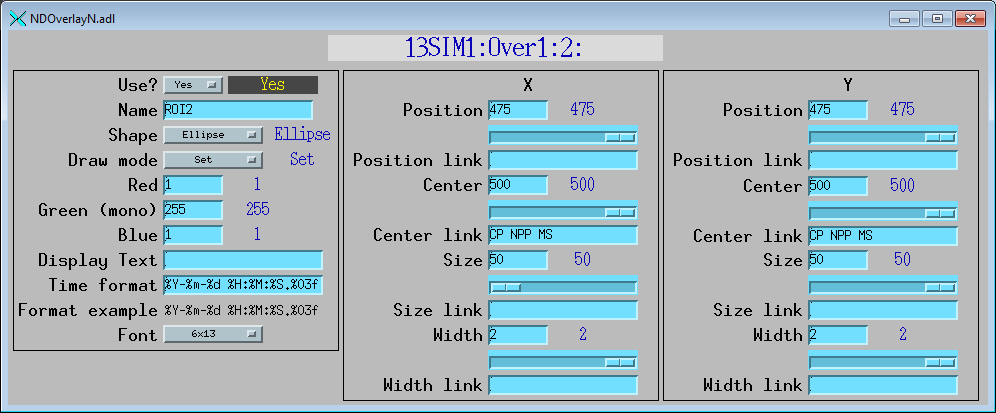 NDOverlayN.adl
13SIM1:Over1:2:
Use? Yes Yes
Name ROI2
Shape Ellipse Ellipse
Draw mode Set Set
Red 1 1
Green (mono) 255 255
Blue 1 1
Display Text
Time format %Y-%m-%d %H:%M:%S.%03f
Format example %Y-%m-%d %H:%M:%S.%03f
Font 6x13
X
Position 475 475
Position link
Center 500 500
Center link CP NPP MS
Size 50 50
Size link
Width 2 2
Width link
Y
Position 475 475
Position link
Center 500 500
Center link CP NPP MS
Size 50 50
Size link
Width 2 2
Width link